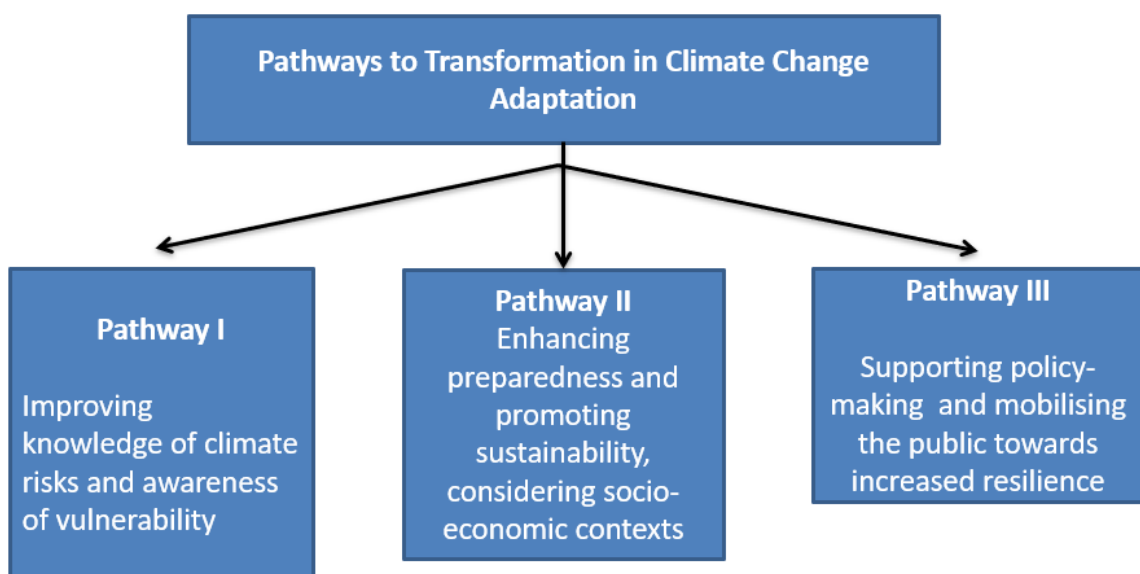 Pathways to Transformation in Climate Change
Adaptation
Pathway I
Improving
knowledge of climate
risks and awareness
of vulnerability
Pathway II
Enhancing
preparedness and
promoting
sustainability,
considering socio-
economic contexts
Pathway III
Supporting policy-
making and mobilising
the public towards
increased resilience